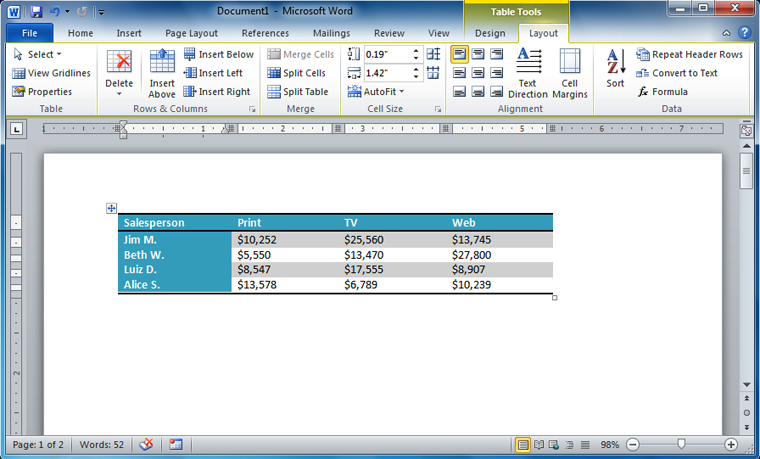 Document1 - Microsoft Word
Table Tools
File Home Insert Page Layout References Mailings Review View Design Layout
Select Insert Below Merge Cells 0.19" Repeat Header Rows
View Gridlines Delete Insert Above Insert Left Split Cells 1.42" Text Direction Cell Margins Sort Convert to Text
Properties Insert Right Split Table AutoFit Formula
Table Rows & Columns Merge Cell Size Alignment Data
1 1 2 3 4 5 6 7
Salesperson Print TV Web
Jim M. $10,252 $25,560 $13,745
Beth W. $5,550 $13,470 $27,800
Luiz D. $8,547 $17,555 $8,907
Alice S. $13,578 $6,789 $10,239
2
Page: 1 of 2 Words: 52 98%